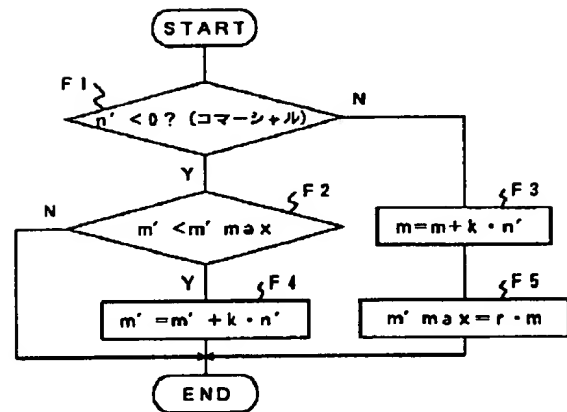 START
F1
n' <0? (コマーシャル)
N
Y
F2
N
m' <m' max
F3
m=m+k・n'
Y
F4
F5
m' =m' +k・n'
m' max=r・m
END